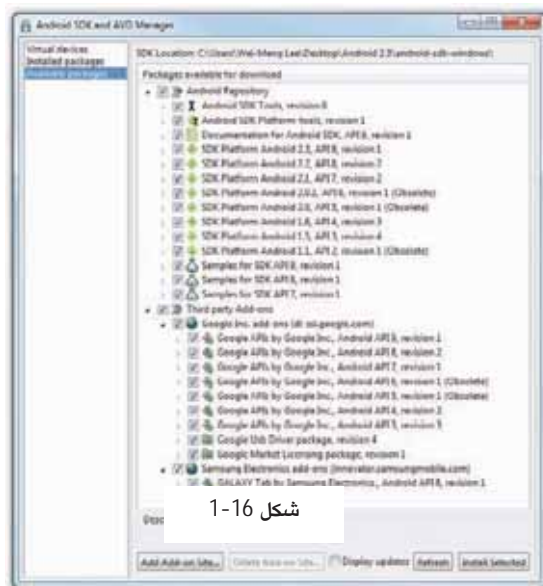 Android SDK and AVD Manager
Virtual devices
Installed packages
Available packages
SDK Location: C:\Users\Wei-Meng Lee\Desktop\Android 2.3\android-sdk-windows\
Packages available for download
Android Repository
Android SDK Tools, revision 8
Android SDK Platform-tools, revision 1
Documentation for Android SDK, API 9, revision 1
SDK Platform Android 2.3, API 9, revision 1
SDK Platform Android 2.2, API 8, revision 2
SDK Platform Android 2.1, API 7, revision 2
SDK Platform Android 2.0.1, API 6, revision 1 (Obsolete)
SDK Platform Android 2.0, API 5, revision 1 (Obsolete)
SDK Platform Android 1.6, API 4, revision 3
SDK Platform Android 1.5, API 3, revision 4
SDK Platform Android 1.1, API 2, revision 1 (Obsolete)
Samples for SDK API 9, revision 1
Samples for SDK API 8, revision 1
Samples for SDK API 7, revision 1
Third party Add-ons
Google Inc. add-ons (dl-ssl.google.com)
Google APIs by Google Inc., Android API 9, revision 1
Google APIs by Google Inc., Android API 8, revision 2
Google APIs by Google Inc., Android API 7, revision 1
Google APIs by Google Inc., Android API 6, revision 1 (Obsolete)
Google APIs by Google Inc., Android API 5, revision 1 (Obsolete)
Google APIs by Google Inc., Android API 4, revision 2
Google APIs by Google Inc., Android API 3, revision 3
Google Usb Driver package, revision 4
Google Market Licensing package, revision 1
Samsung Electronics add-ons (innovator.samsungmobile.com)
GALAXY Tab by Samsung Electronics., Android API 8, revision 1
شكل 16-1
Add Add-on Site...
Delete Add-on Site...
Display updates
Refresh
Install Selected